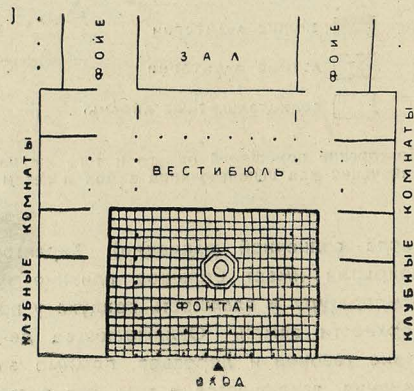 ФОЙЕ
ЗАЛ
ФОЙЕ
ВЕСТИБЮЛЬ
КЛУБНЫЕ КОМНАТЫ
КЛУБНЫЕ КОМНАТЫ
ФОНТАН
ВХОД